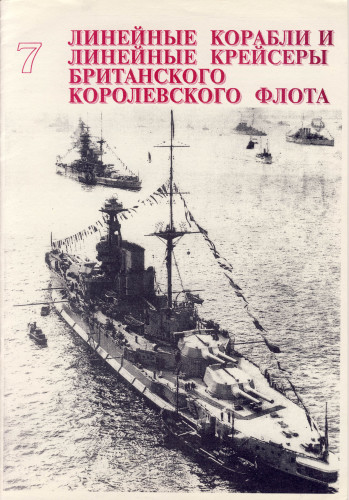 7
ЛИНЕЙНЫЕ КОРАБЛИ И
ЛИНЕЙНЫЕ КРЕЙСЕРЫ
БРИТАНСКОГО
КОРОЛЕВСКОГО ФЛОТА